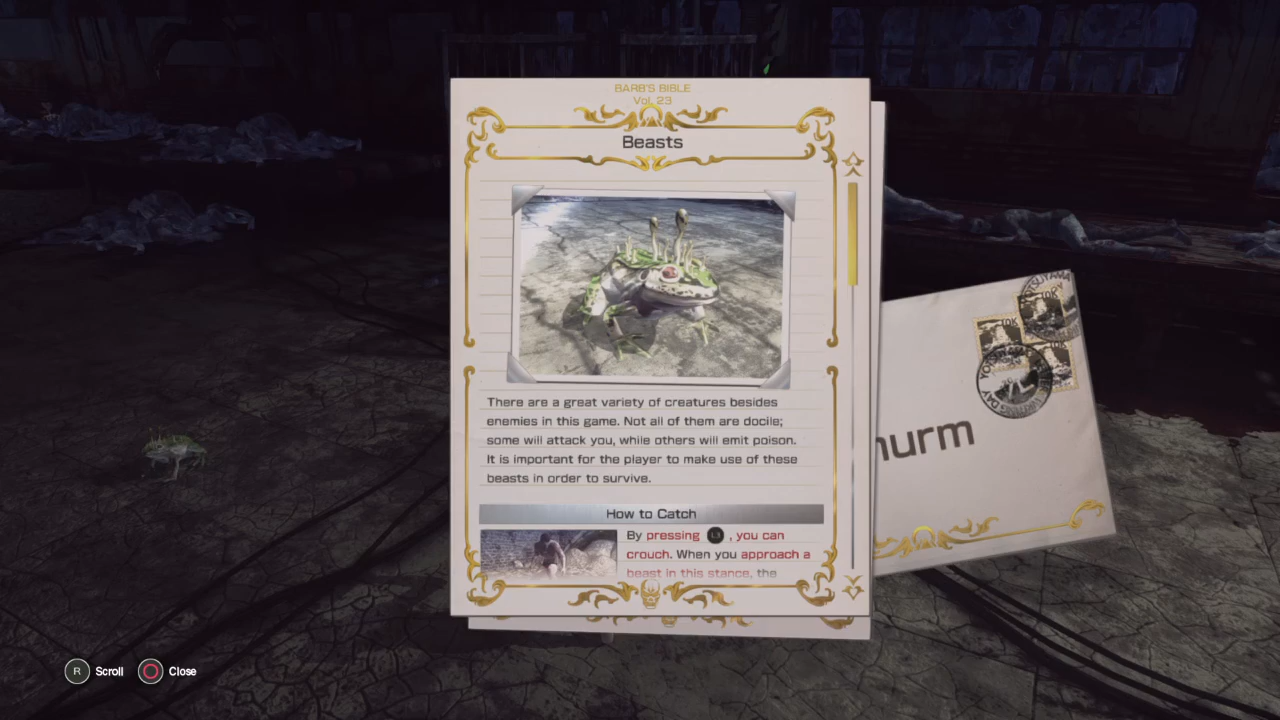 BARB'S BIBLE
Vol. 23
Beasts
There are a great variety of creatures besides
enemies in this game. Not all of them are docile;
some will attack you, while others will emit poison.
It is important for the player to make use of these
beasts in order to survive.
How to Catch
By pressing L3 , you can
crouch. When you approach a
beast in this stance, the
hurm
R Scroll Close